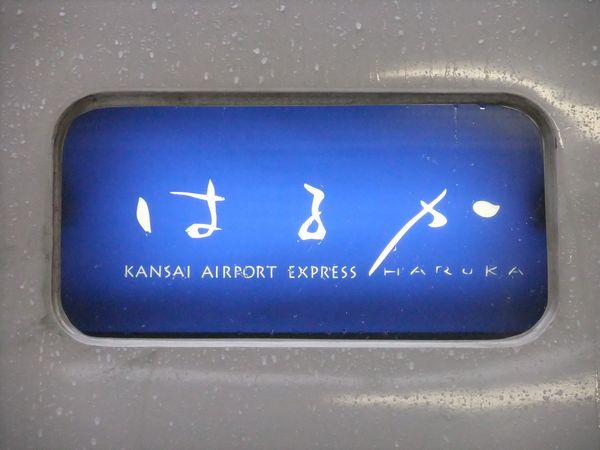 はるか
KANSAI AIRPORT EXPRESS HARUKA